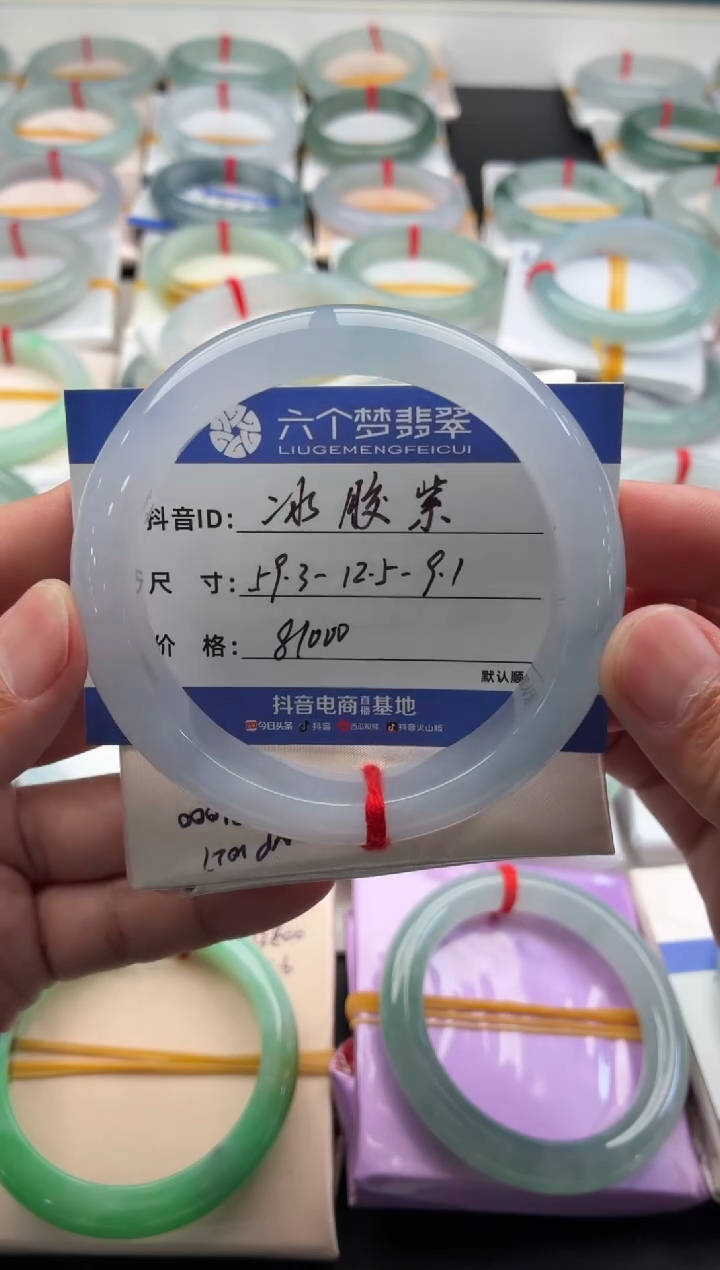 六个梦翡翠
LIUGEMENGFEICUI
抖音ID: 冰胶紫
尺 寸: 59.3-12.5-9.1
价 格: 81000
默认顺
抖音电商直播基地
今日头条 抖音 西瓜视频 抖音火山版